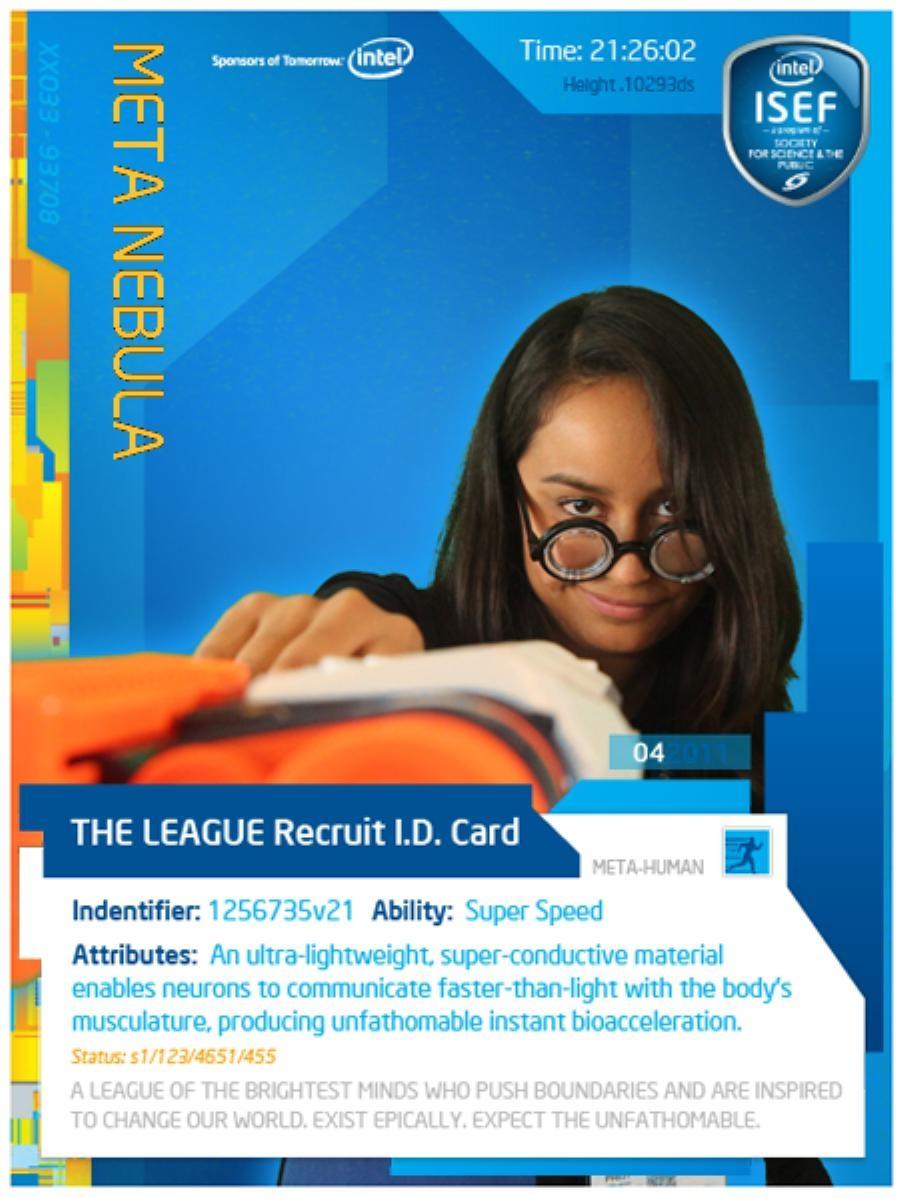 XX033 - 93708
META NEBULA
Sponsors of Tomorrow.™ intel
Time: 21:26:02
Height .10293ds
intel
ISEF
SOCIETY
FOR SCIENCE & THE
PUBLIC
042011
THE LEAGUE Recruit I.D. Card
META-HUMAN
Indentifier: 1256735v21 Ability: Super Speed
Attributes: An ultra-lightweight, super-conductive material
enables neurons to communicate faster-than-light with the body's
musculature, producing unfathomable instant bioacceleration.
Status: s1/123/4651/455
A LEAGUE OF THE BRIGHTEST MINDS WHO PUSH BOUNDARIES AND ARE INSPIRED
TO CHANGE OUR WORLD. EXIST EPICALLY. EXPECT THE UNFATHOMABLE.